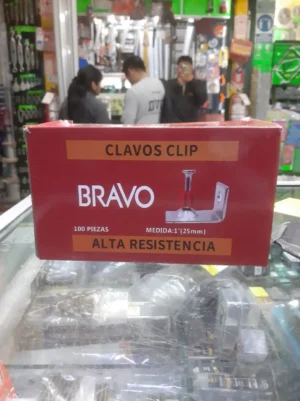 CLAVOS CLIP
BRAVO
100 PIEZAS
MEDIDA:1"(25mm)
ALTA RESISTENCIA